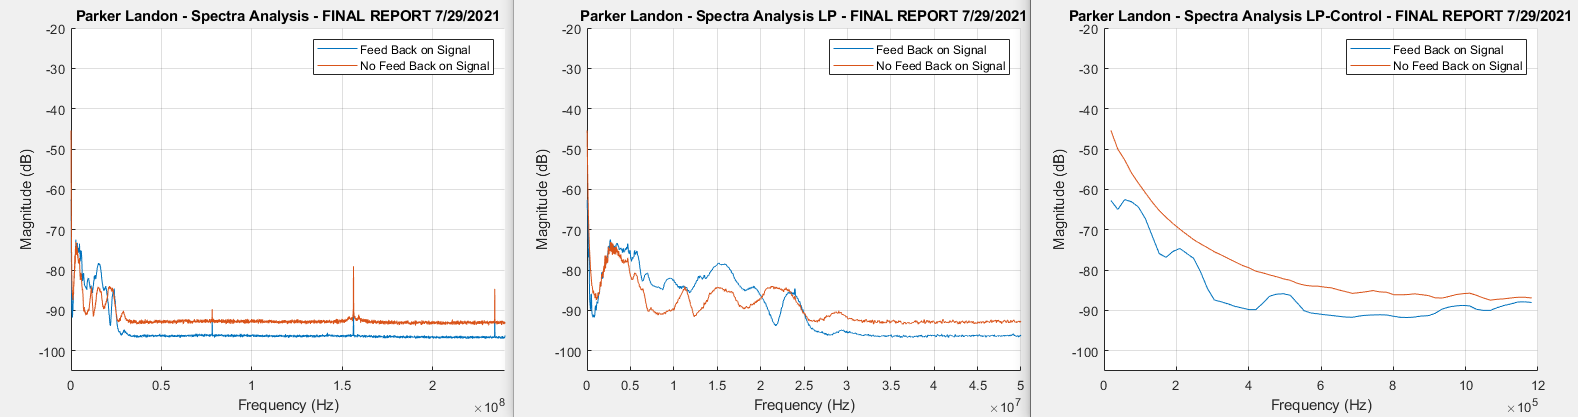 Parker Landon - Spectra Analysis - FINAL REPORT 7/29/2021
Feed Back on Signal
No Feed Back on Signal
Magnitude (dB)
-20
-30
-40
-50
-60
-70
-80
-90
-100
0 0.5 1 1.5 2
Frequency (Hz)
×10^8
Parker Landon - Spectra Analysis LP - FINAL REPORT 7/29/2021
Feed Back on Signal
No Feed Back on Signal
Magnitude (dB)
-20
-30
-40
-50
-60
-70
-80
-90
-100
0 0.5 1 1.5 2 2.5 3 3.5 4 4.5 5
Frequency (Hz)
×10^7
Parker Landon - Spectra Analysis LP-Control - FINAL REPORT 7/29/2021
Feed Back on Signal
No Feed Back on Signal
Magnitude (dB)
-20
-30
-40
-50
-60
-70
-80
-90
-100
0 2 4 6 8 10 12
Frequency (Hz)
×10^5